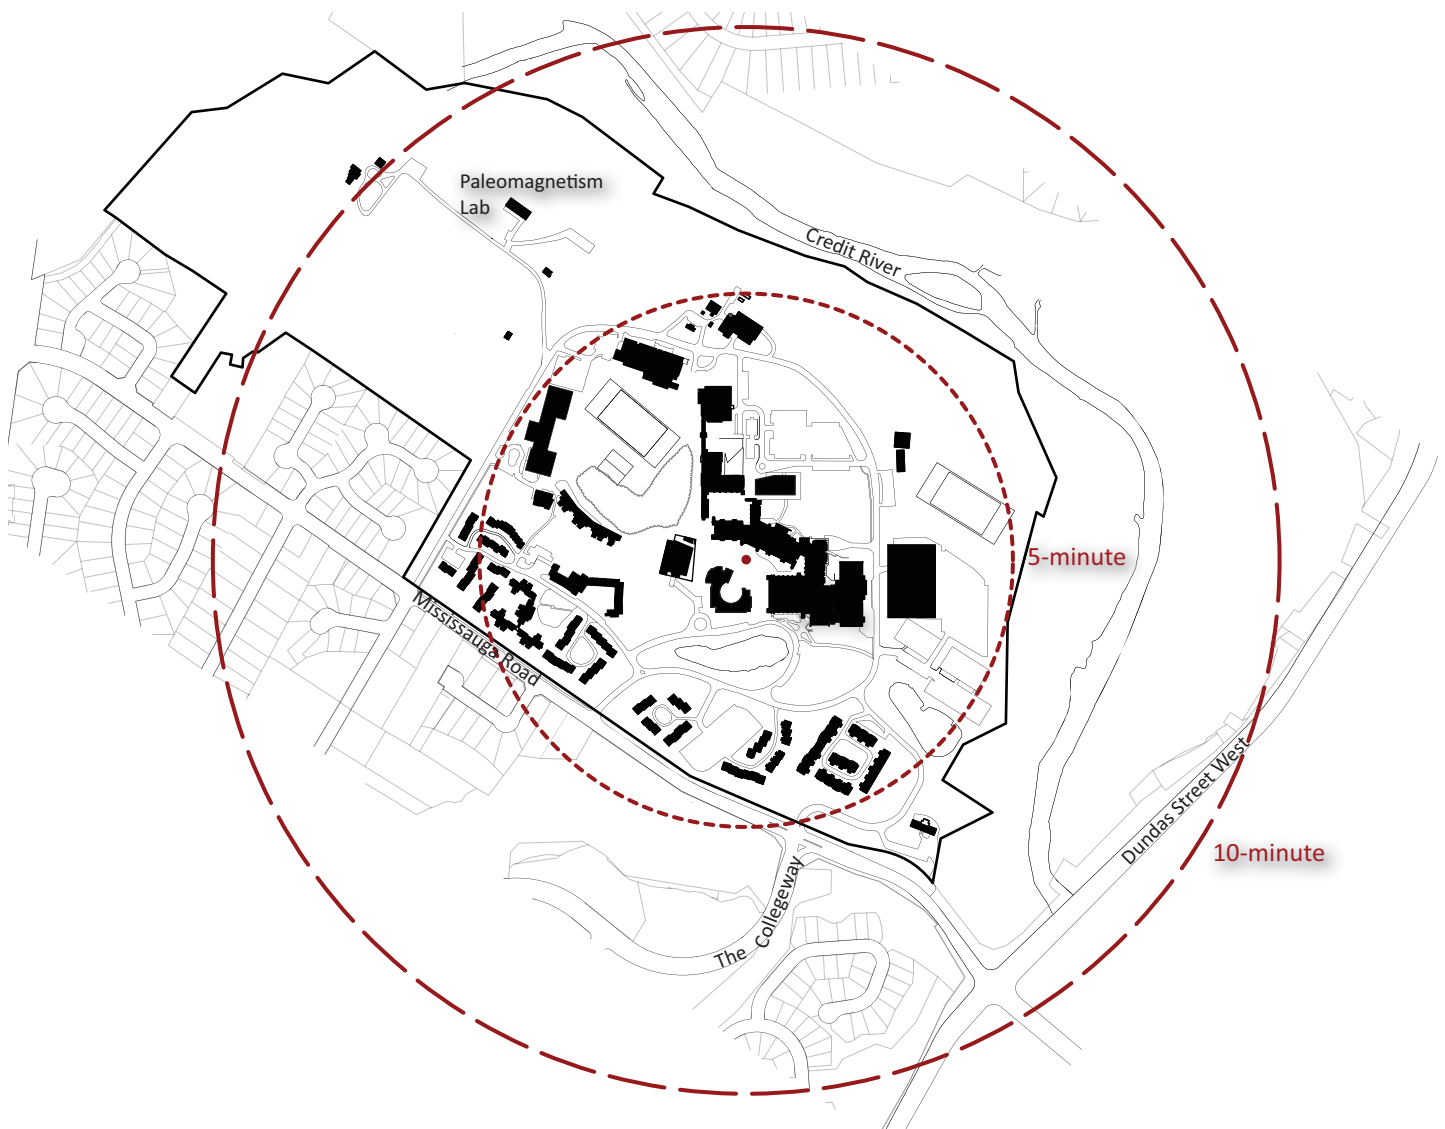 Paleomagnetism
Lab
Credit River
5-minute
Mississauga Road
Dundas Street West
10-minute
The Collegeway